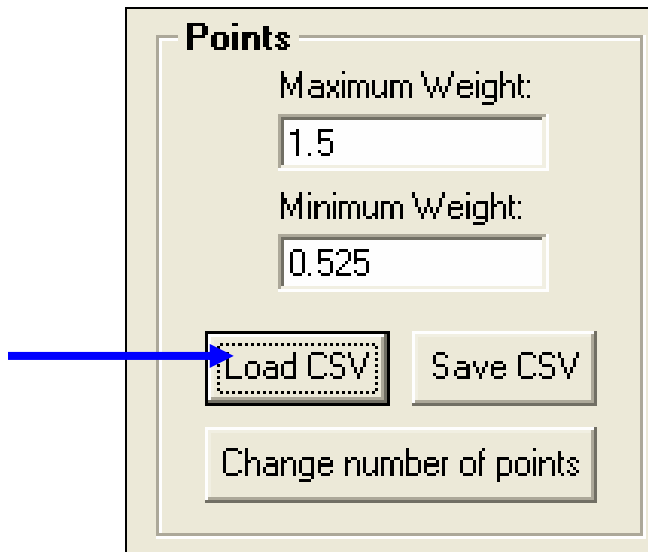 Points
Maximum Weight:
1.5
Minimum Weight:
0.525
Load CSV Save CSV
Change number of points